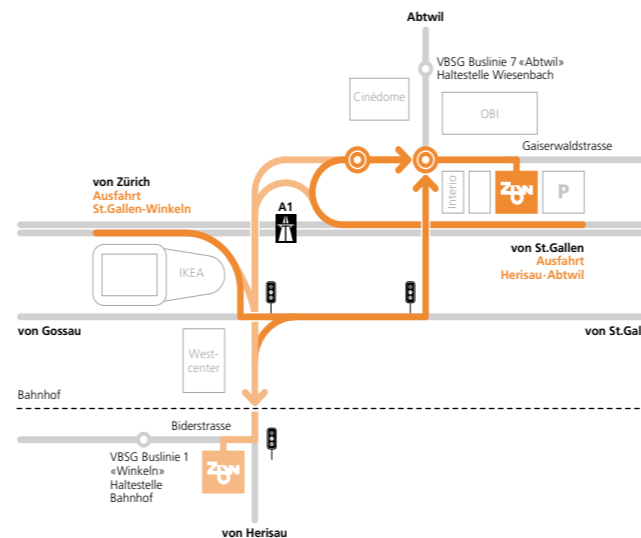 Abtwil
VBSG Buslinie 7 «Abtwil»
Haltestelle Wiesenbach
Cinédome
OBI
Gaiserwaldstrasse
von Zürich
Ausfahrt
St.Gallen-Winkeln
A1
Interio
ZLYN
P
IKEA
von St.Gallen
Ausfahrt
Herisau-Abtwil
von Gossau
von St.Gal
West-
center
Bahnhof
Biderstrasse
VBSG Buslinie 1
«Winkeln»
Haltestelle
Bahnhof
von Herisau